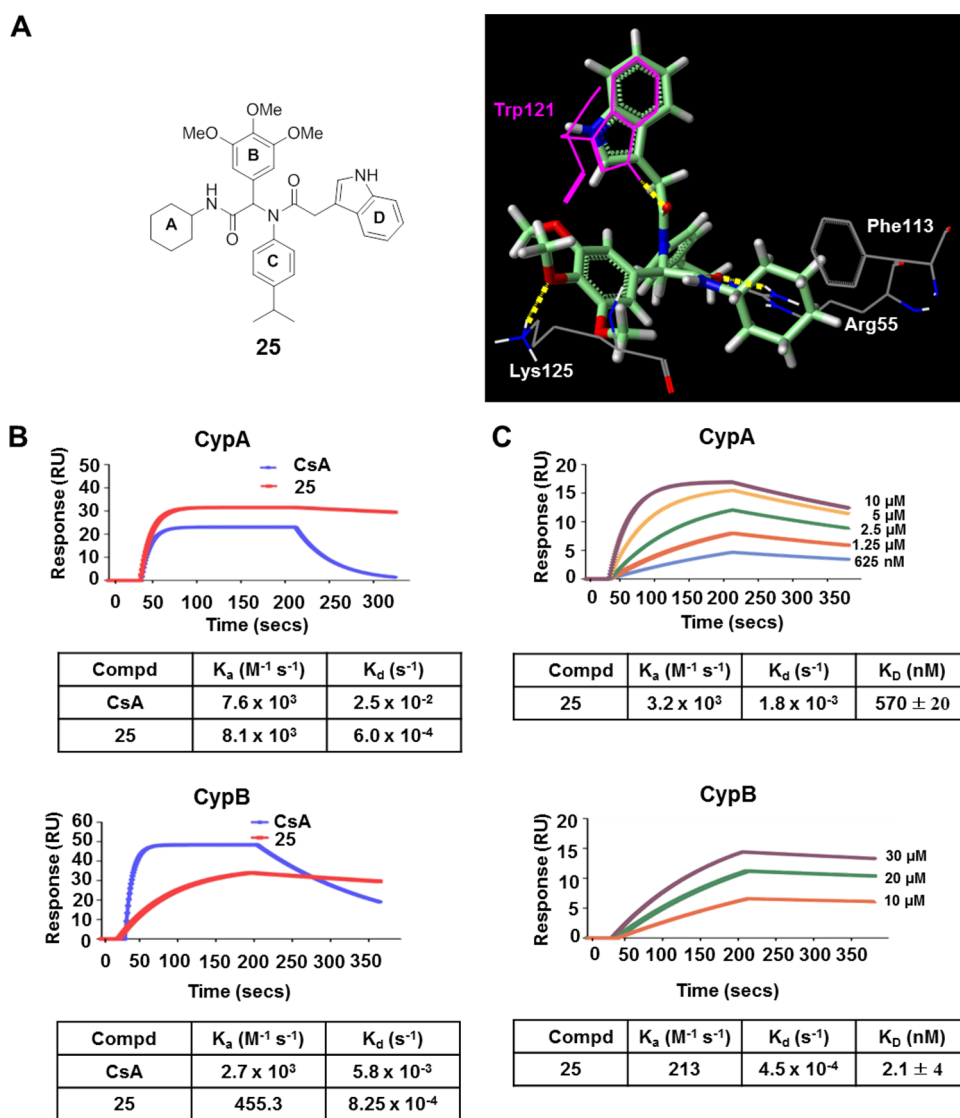 A
OMe
MeO OMe
B
NH
H
N O
A N D
O
C
25
Trp121
Phe113
Arg55
Lys125
B
CypA
Response (RU)
50
40
30
20
10
0
CsA
25
0 50 100 150 200 250 300
Time (secs)
Compd Ka (M-1 s-1) Kd (s-1)
CsA 7.6 x 10³ 2.5 x 10-2
25 8.1 x 10³ 6.0 x 10-4
CypB
Response (RU)
60
50
40
30
20
10
0
CsA
25
0 50 100 150 200 250 300 350
Time (secs)
Compd Ka (M-1 s-1) Kd (s-1)
CsA 2.7 x 10³ 5.8 x 10-3
25 455.3 8.25 x 10-4
C
CypA
Response (RU)
20
15
10
5
0
10 µM
5 µM
2.5 µM
1.25 µM
625 nM
0 50 100 150 200 250 300 350
Time (secs)
Compd Ka (M-1 s-1) Kd (s-1) KD (nM)
25 3.2 x 10³ 1.8 x 10-3 570 ± 20
CypB
Response (RU)
20
15
10
5
0
30 µM
20 µM
10 µM
0 50 100 150 200 250 300 350
Time (secs)
Compd Ka (M-1 s-1) Kd (s-1) KD (nM)
25 213 4.5 x 10-4 2.1 ± 4